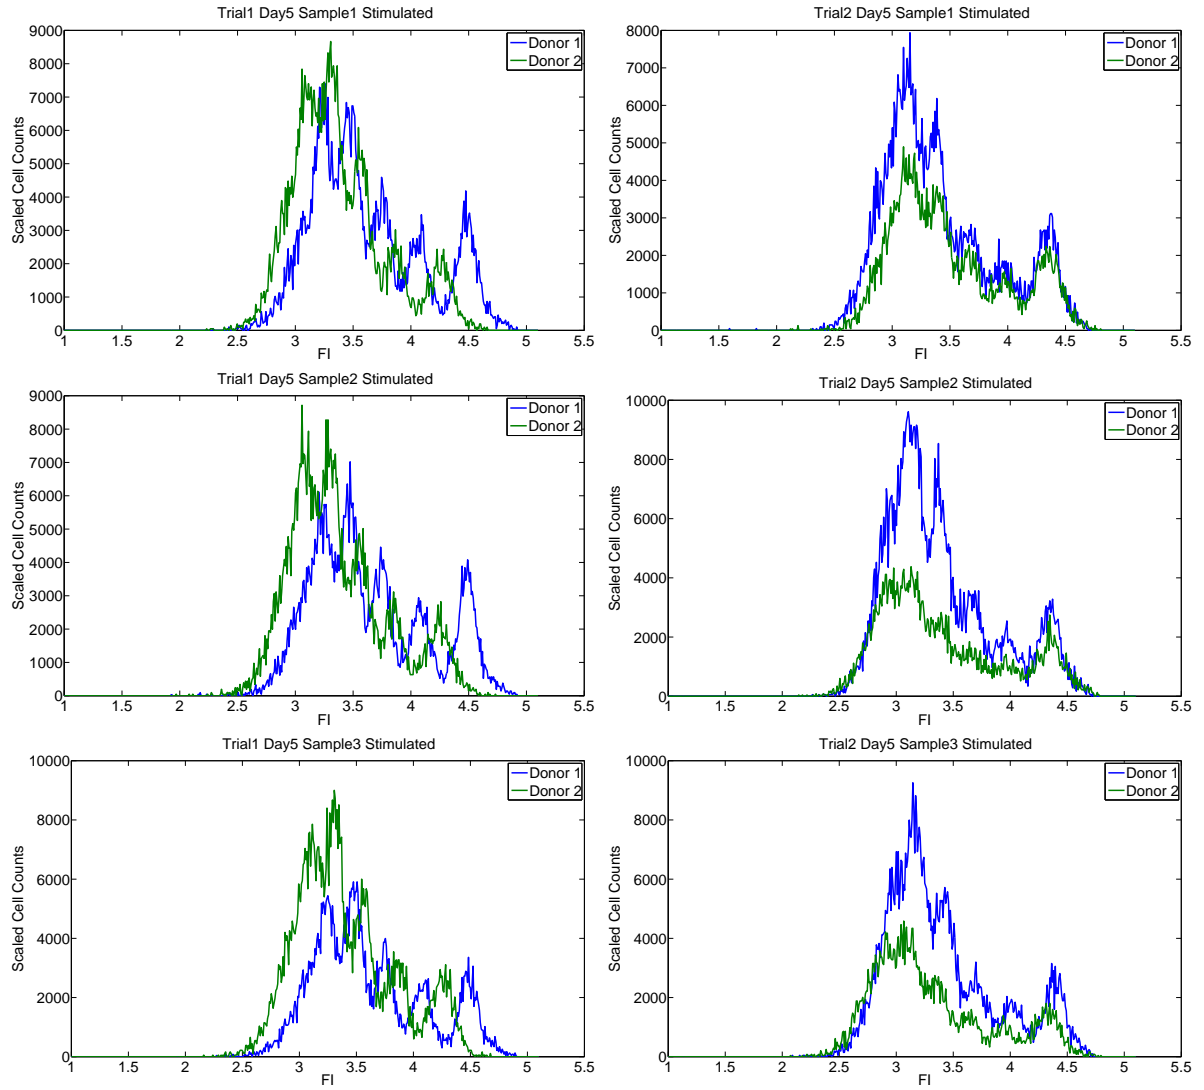 Trial1 Day5 Sample1 Stimulated
9000
8000
7000
6000
5000
4000
3000
2000
1000
0
Scaled Cell Counts
Donor 1
Donor 2
1 1.5 2 2.5 3 3.5 4 4.5 5 5.5
FI
Trial2 Day5 Sample1 Stimulated
8000
7000
6000
5000
4000
3000
2000
1000
0
Scaled Cell Counts
Donor 1
Donor 2
1 1.5 2 2.5 3 3.5 4 4.5 5 5.5
FI
Trial1 Day5 Sample2 Stimulated
9000
8000
7000
6000
5000
4000
3000
2000
1000
0
Scaled Cell Counts
Donor 1
Donor 2
1 1.5 2 2.5 3 3.5 4 4.5 5 5.5
FI
Trial2 Day5 Sample2 Stimulated
10000
8000
6000
4000
2000
0
Scaled Cell Counts
Donor 1
Donor 2
1 1.5 2 2.5 3 3.5 4 4.5 5 5.5
FI
Trial1 Day5 Sample3 Stimulated
10000
8000
6000
4000
2000
0
Scaled Cell Counts
Donor 1
Donor 2
1 1.5 2 2.5 3 3.5 4 4.5 5 5.5
FI
Trial2 Day5 Sample3 Stimulated
10000
8000
6000
4000
2000
0
Scaled Cell Counts
Donor 1
Donor 2
1 1.5 2 2.5 3 3.5 4 4.5 5 5.5
FI